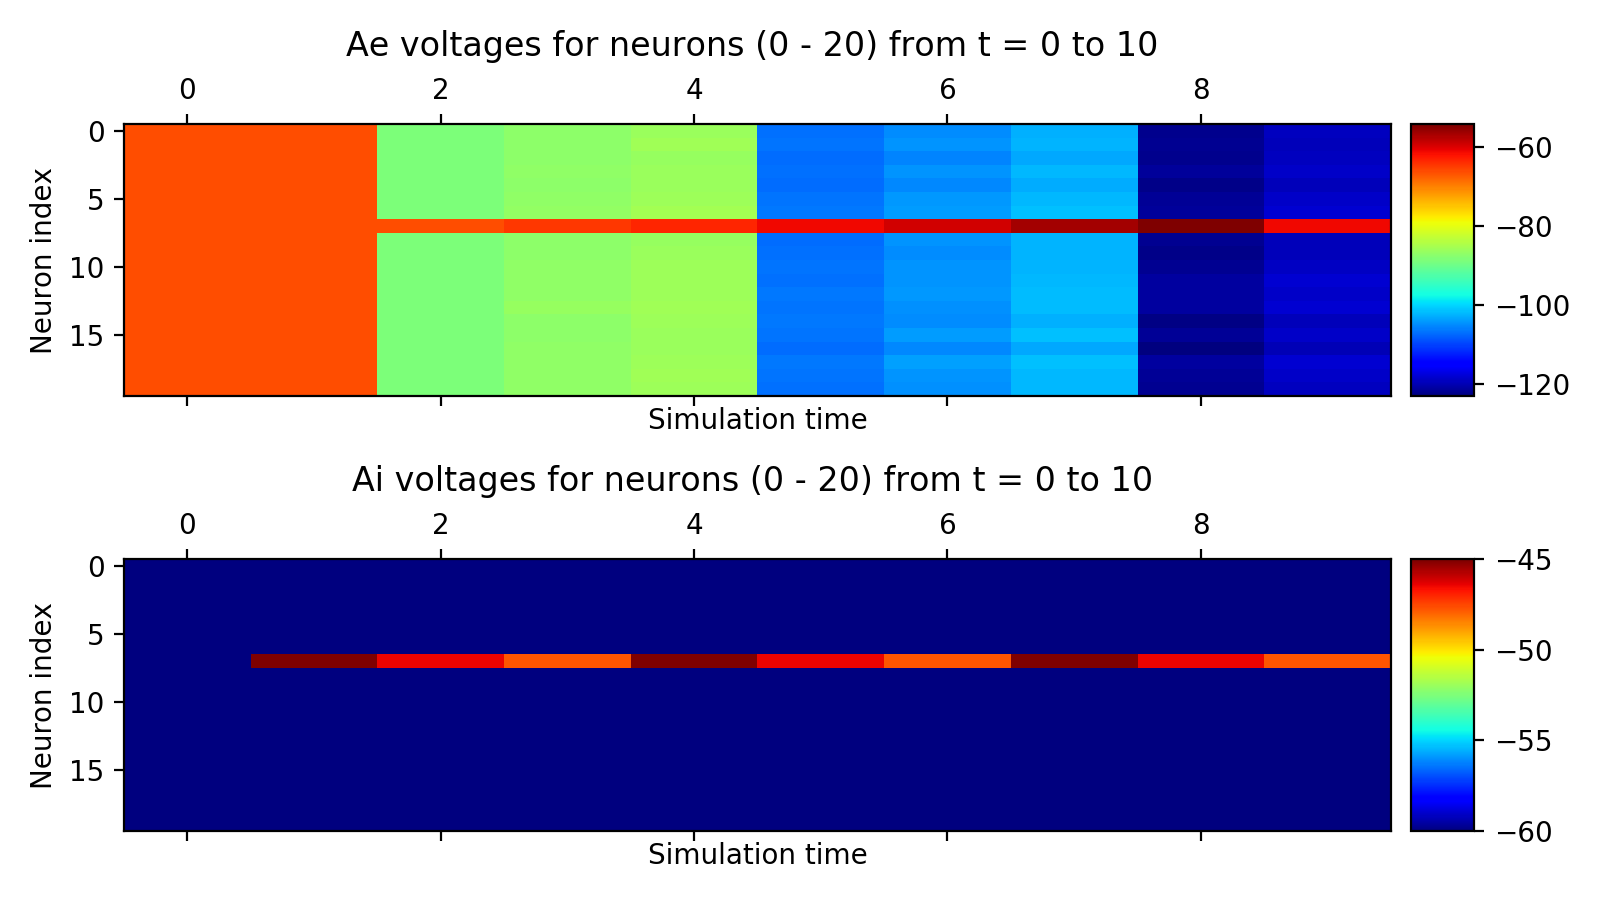 Ae voltages for neurons (0 - 20) from t = 0 to 10
0 2 4 6 8
Neuron index
0
5
10
15
−60
−80
−100
−120
Simulation time
Ai voltages for neurons (0 - 20) from t = 0 to 10
0 2 4 6 8
Neuron index
0
5
10
15
−45
−50
−55
−60
Simulation time